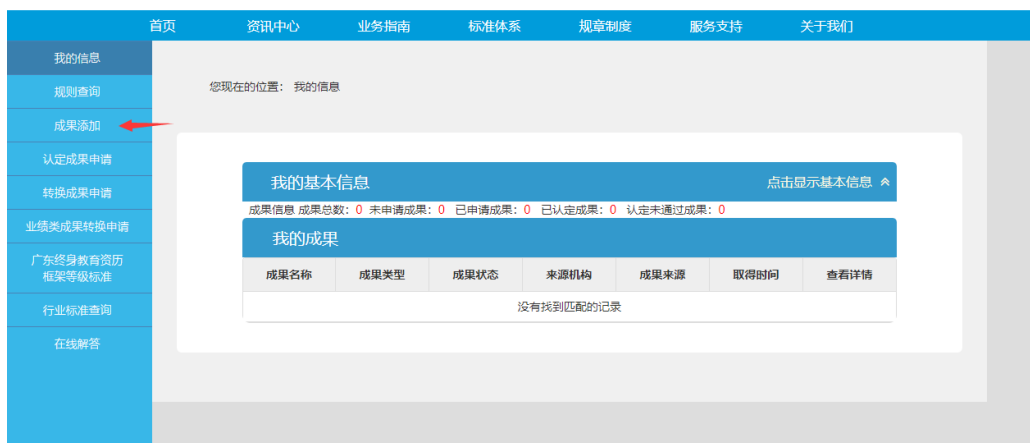 首页 资讯中心 业务指南 标准体系 规章制度 服务支持 关于我们
我的信息
规则查询
成果添加
认定成果申请
转换成果申请
业绩类成果转换申请
广东终身教育资历
框架等级标准
行业标准查询
在线解答
您现在的位置: 我的信息
我的基本信息 点击显示基本信息
成果信息 成果总数: 0 未申请成果: 0 已申请成果: 0 已认定成果: 0 认定未通过成果: 0
我的成果
成果名称 成果类型 成果状态 来源机构 成果来源 取得时间 查看详情
没有找到匹配的记录